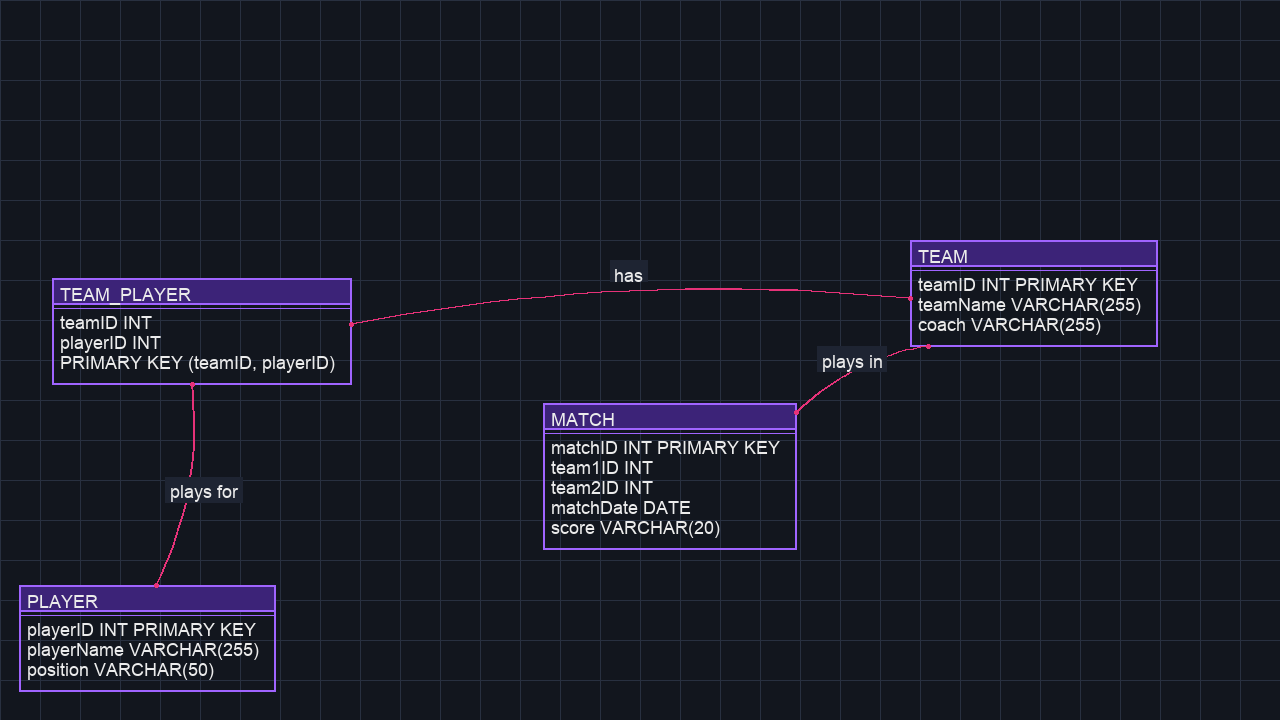 TEAM
teamID INT PRIMARY KEY
teamName VARCHAR(255)
coach VARCHAR(255)
has
TEAM_PLAYER
teamID INT
playerID INT
PRIMARY KEY (teamID, playerID)
plays in
MATCH
matchID INT PRIMARY KEY
team1ID INT
team2ID INT
matchDate DATE
score VARCHAR(20)
plays for
PLAYER
playerID INT PRIMARY KEY
playerName VARCHAR(255)
position VARCHAR(50)